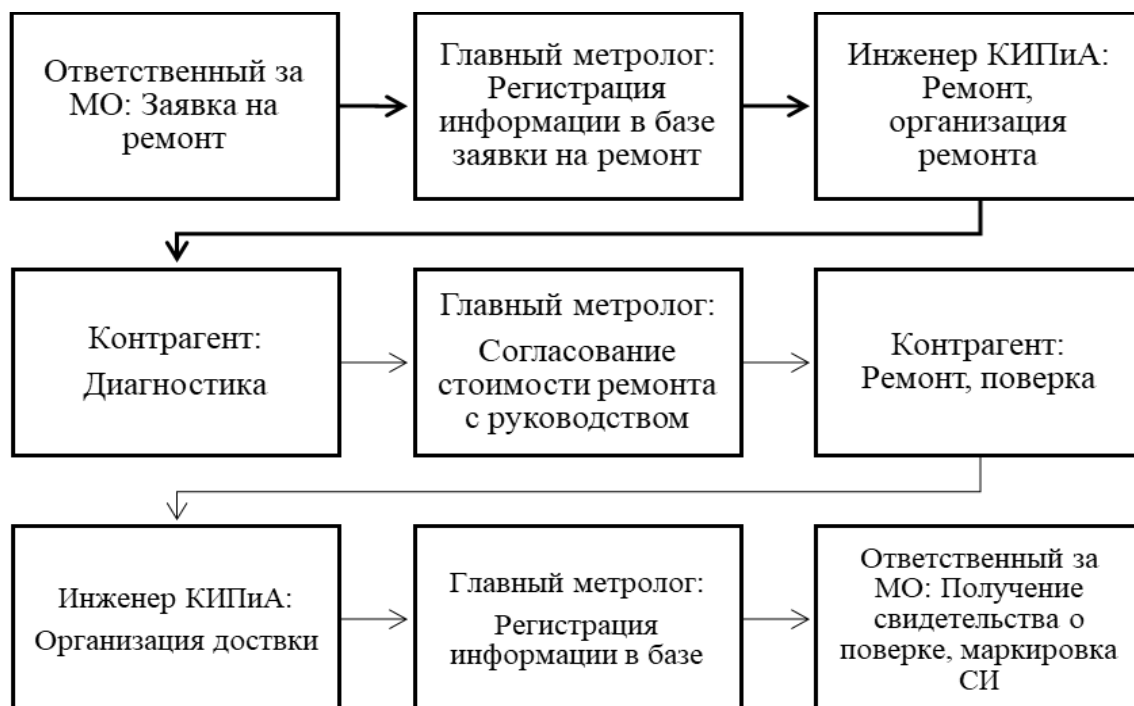 Ответственный за
МО: Заявка на
ремонт
Главный метролог:
Регистрация
информации в базе
заявки на ремонт
Инженер КИПиА:
Ремонт,
организация
ремонта
Контрагент:
Диагностика
Главный метролог:
Согласование
стоимости ремонта
с руководством
Контрагент:
Ремонт, поверка
Инженер КИПиА:
Организация доствки
Главный метролог:
Регистрация
информации в базе
Ответственный за
МО: Получение
свидетельства о
поверке, маркировка
СИ